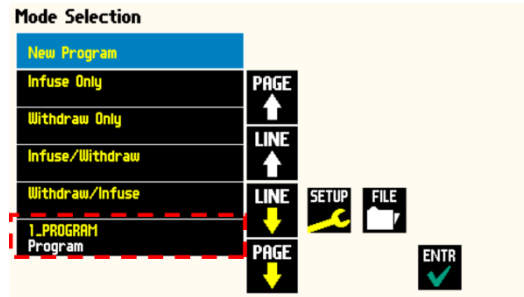 Mode Selection
New Program
Infuse Only
Withdraw Only
Infuse/Withdraw
Withdraw/Infuse
1_PROGRAM
Program
PAGE
LINE
LINE
PAGE
SETUP
FILE
ENTR